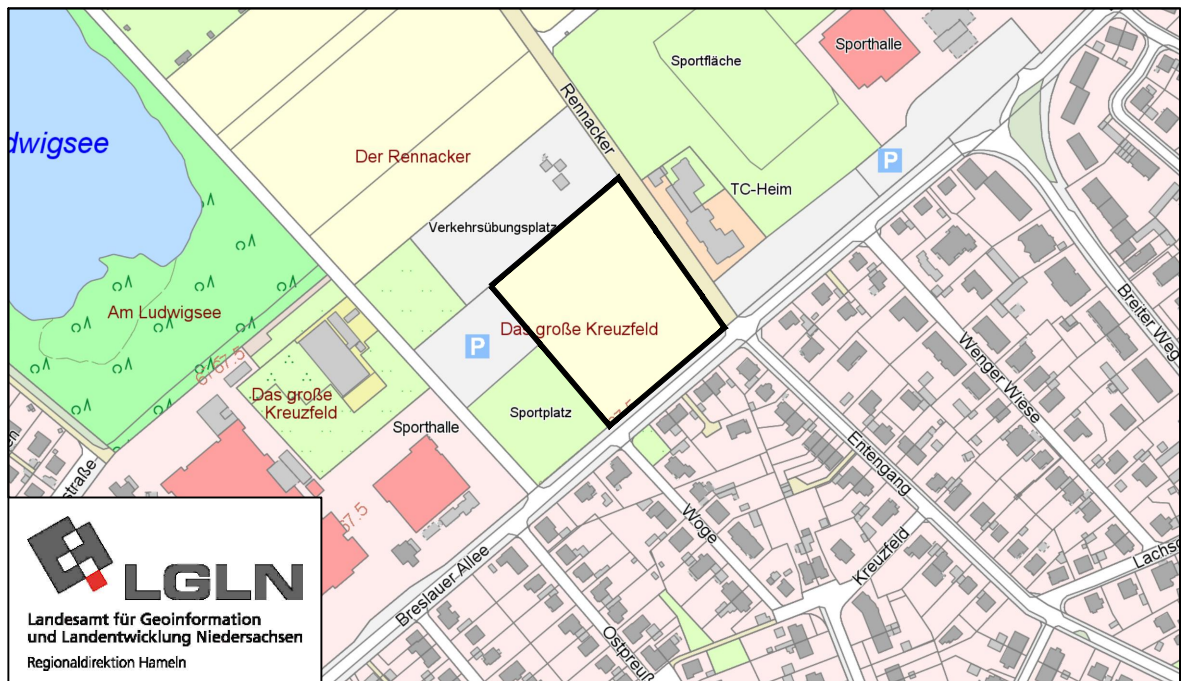 Sporthalle
Sportfläche
Rennacker
dwigsee
Der Rennacker
P
TC-Heim
Verkehrsübungsplatz
Am Ludwigsee
Das große Kreuzfeld
P
Breiter Weg
Wenger Wiese
67.5
Das große
Kreuzfeld
Sportplatz
Sporthalle
Entengang
straße
67.5
Woge
Kreuzfeld
Breslauer Allee
Lachs
Ostpreuß
LGLN
Landesamt für Geoinformation
und Landentwicklung Niedersachsen
Regionaldirektion Hameln